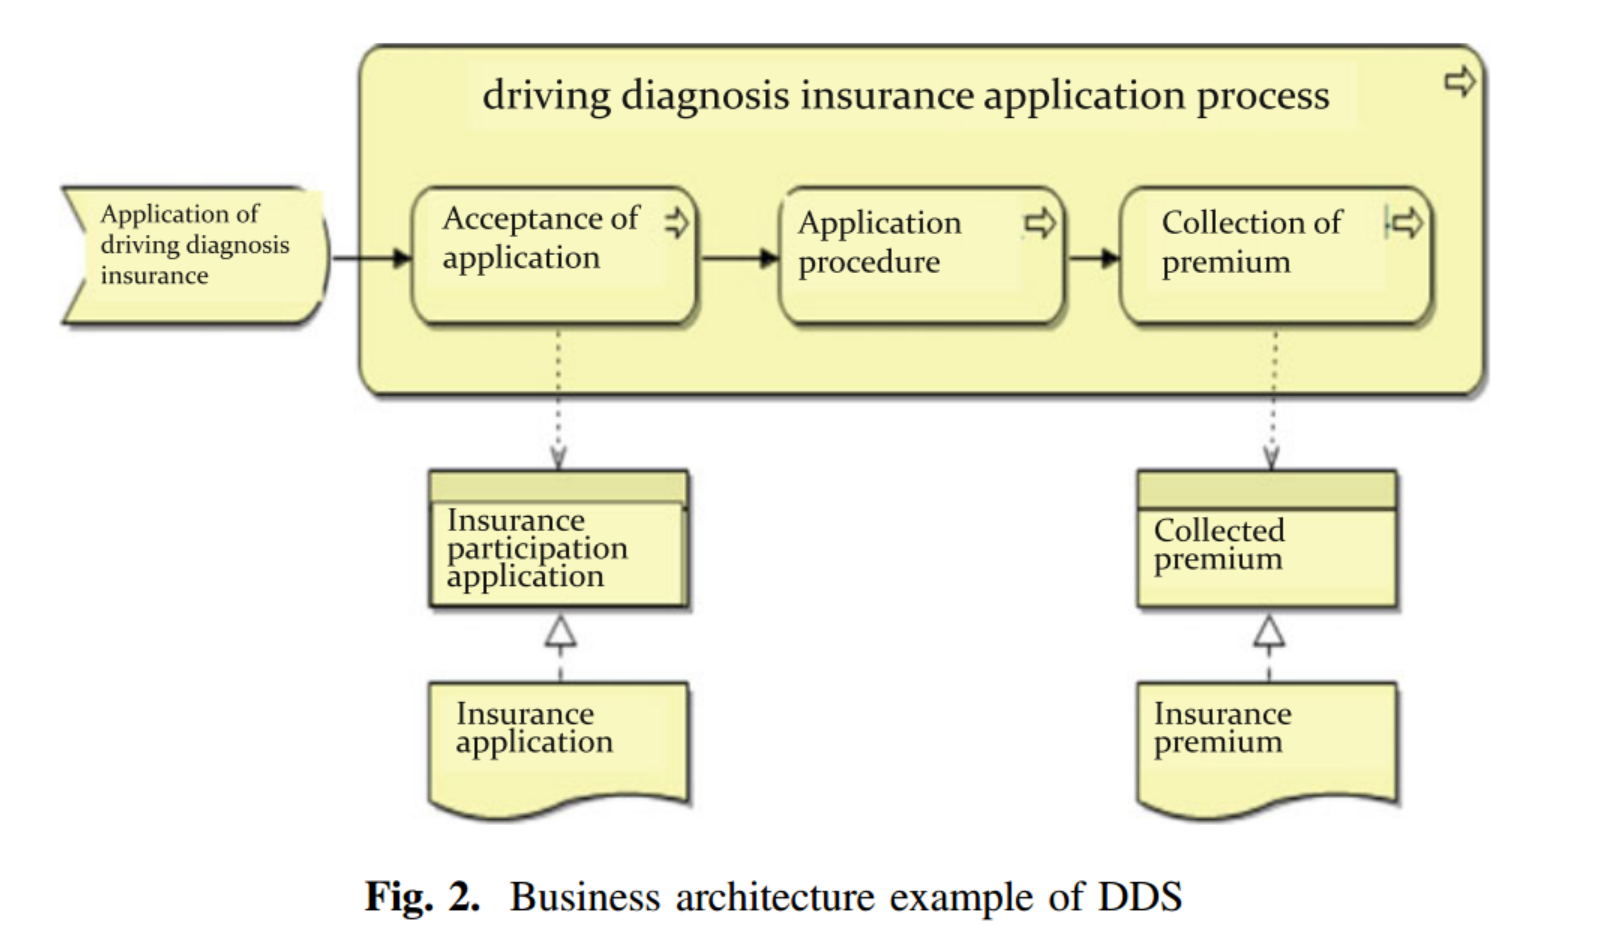 driving diagnosis insurance application process
Application of
driving diagnosis
insurance
Acceptance of
application
Application
procedure
Collection of
premium
Insurance
participation
application
Collected
premium
Insurance
application
Insurance
premium
Fig. 2. Business architecture example of DDS